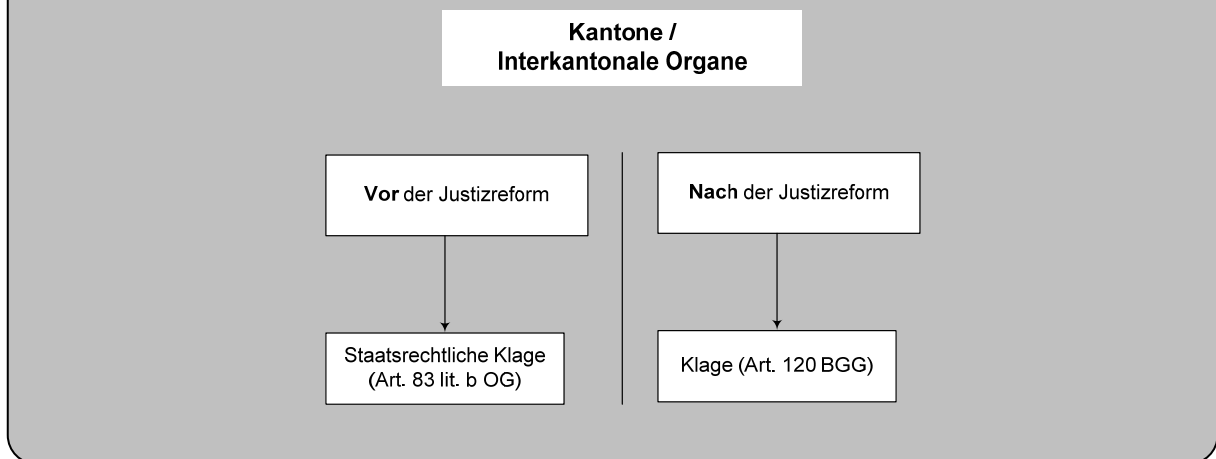 Kantone /
Interkantonale Organe
Vor der Justizreform
Nach der Justizreform
Staatsrechtliche Klage
(Art. 83 lit. b OG)
Klage (Art. 120 BGG)